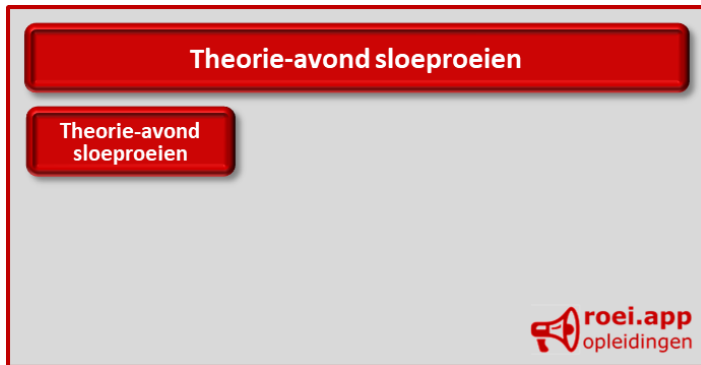 Theorie-avond sloeproeien
Theorie-avond
sloeproeien
roei.app
opleidingen